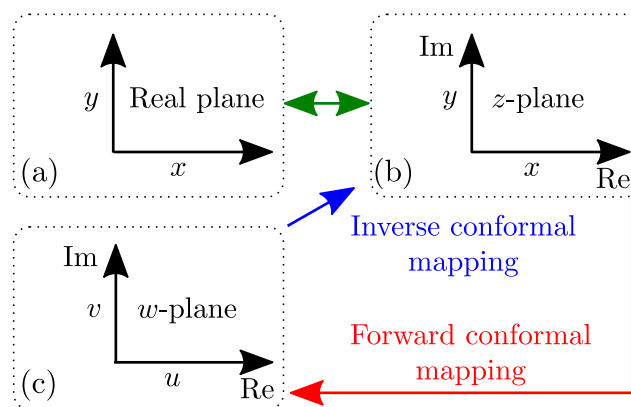 Im
y Real plane
y z-plane
x
x
(a)
(b)
Re
Inverse conformal
mapping
Im
v w-plane
Forward conformal
mapping
u
(c)
Re